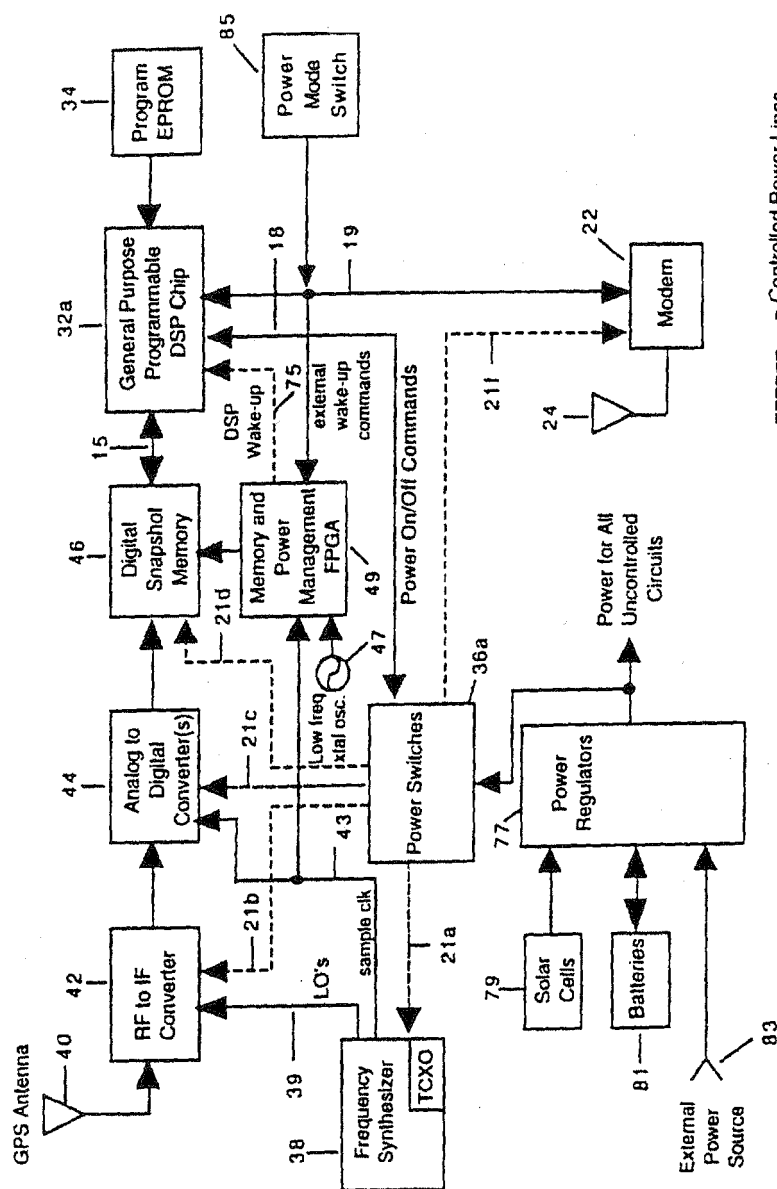 GPS Antenna
40
42
RF to IF
Converter
44
Analog to
Digital
Converter(s)
46
Digital
Snapshot
Memory
15
32a
General Purpose
Programmable
DSP Chip
34
Program
EPROM
85
Power
Mode
Switch
39
LO's
21b
43
sample clk
21c
21d
Low freq
xtal osc.
47
49
Memory and
Power
Management
FPGA
DSP
Wake-up
75
external
wake-up
commands
18
19
Power On/Off Commands
38
Frequency
Synthesizer
TCXO
21a
Power Switches
36a
21f
24
22
Modem
77
Power
Regulators
Power for All
Uncontrolled
Circuits
79
Solar
Cells
Batteries
81
External
Power
Source
83
= Controlled Power Lines